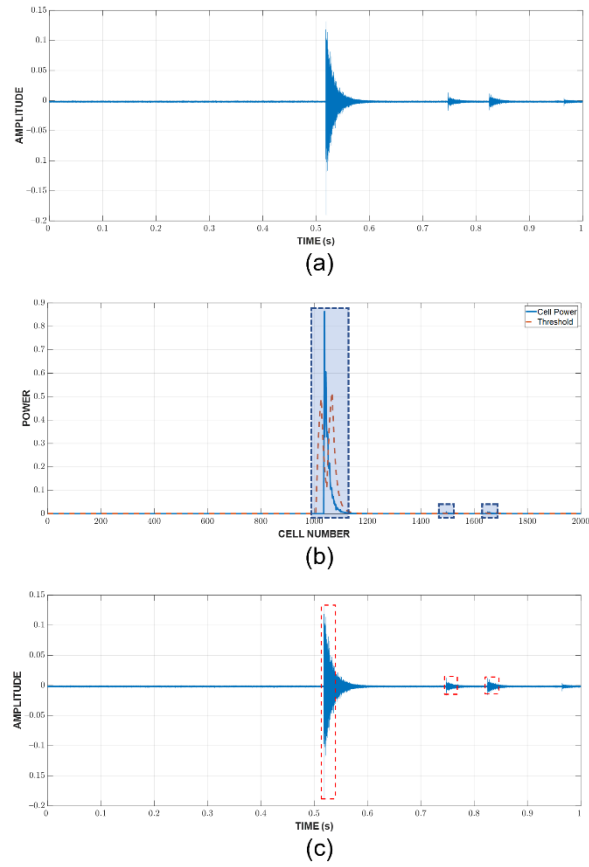 0.15
0.1
0.05
0
-0.05
0.1
-0.15
-0.2
AMPLITUDE
0 0.1 0.2 0.3 0.4 0.5 0.6 0.7 0.8 0.9 1
TIME (s)
(a)
0.9
0.8
0.7
0.6
0.5
0.4
0.3
0.2
0.1
0
POWER
Cell Power
Threshold
0 200 400 600 800 1000 1200 1400 1600 1800 2000
CELL NUMBER
(b)
0.15
0.1
0.05
0
-0.05
-0.1
-0.15
-0.2
AMPLITUDE
0 0.1 0.2 0.3 0.4 0.5 0.6 0.7 0.8 0.9 1
TIME (s)
(c)